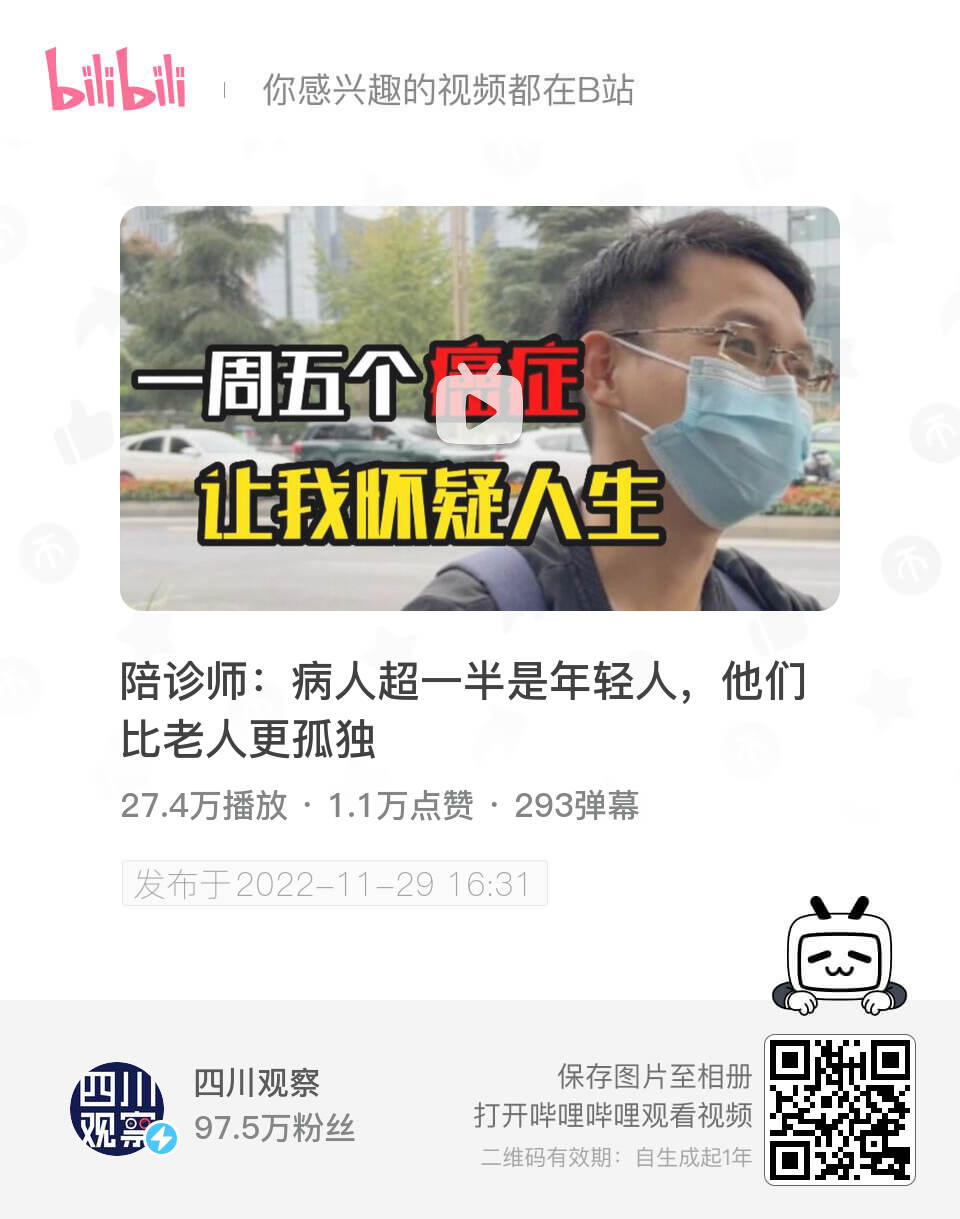 bilibili
你感兴趣的视频都在B站
一周五个癌症
让我怀疑人生
陪诊师：病人超一半是年轻人，他们
比老人更孤独
27.4万播放 · 1.1万点赞 · 293弹幕
发布于2022-11-29 16:31
四川观察
四川观察
97.5万粉丝
保存图片至相册
打开哔哩哔哩观看视频
二维码有效期：自生成起1年